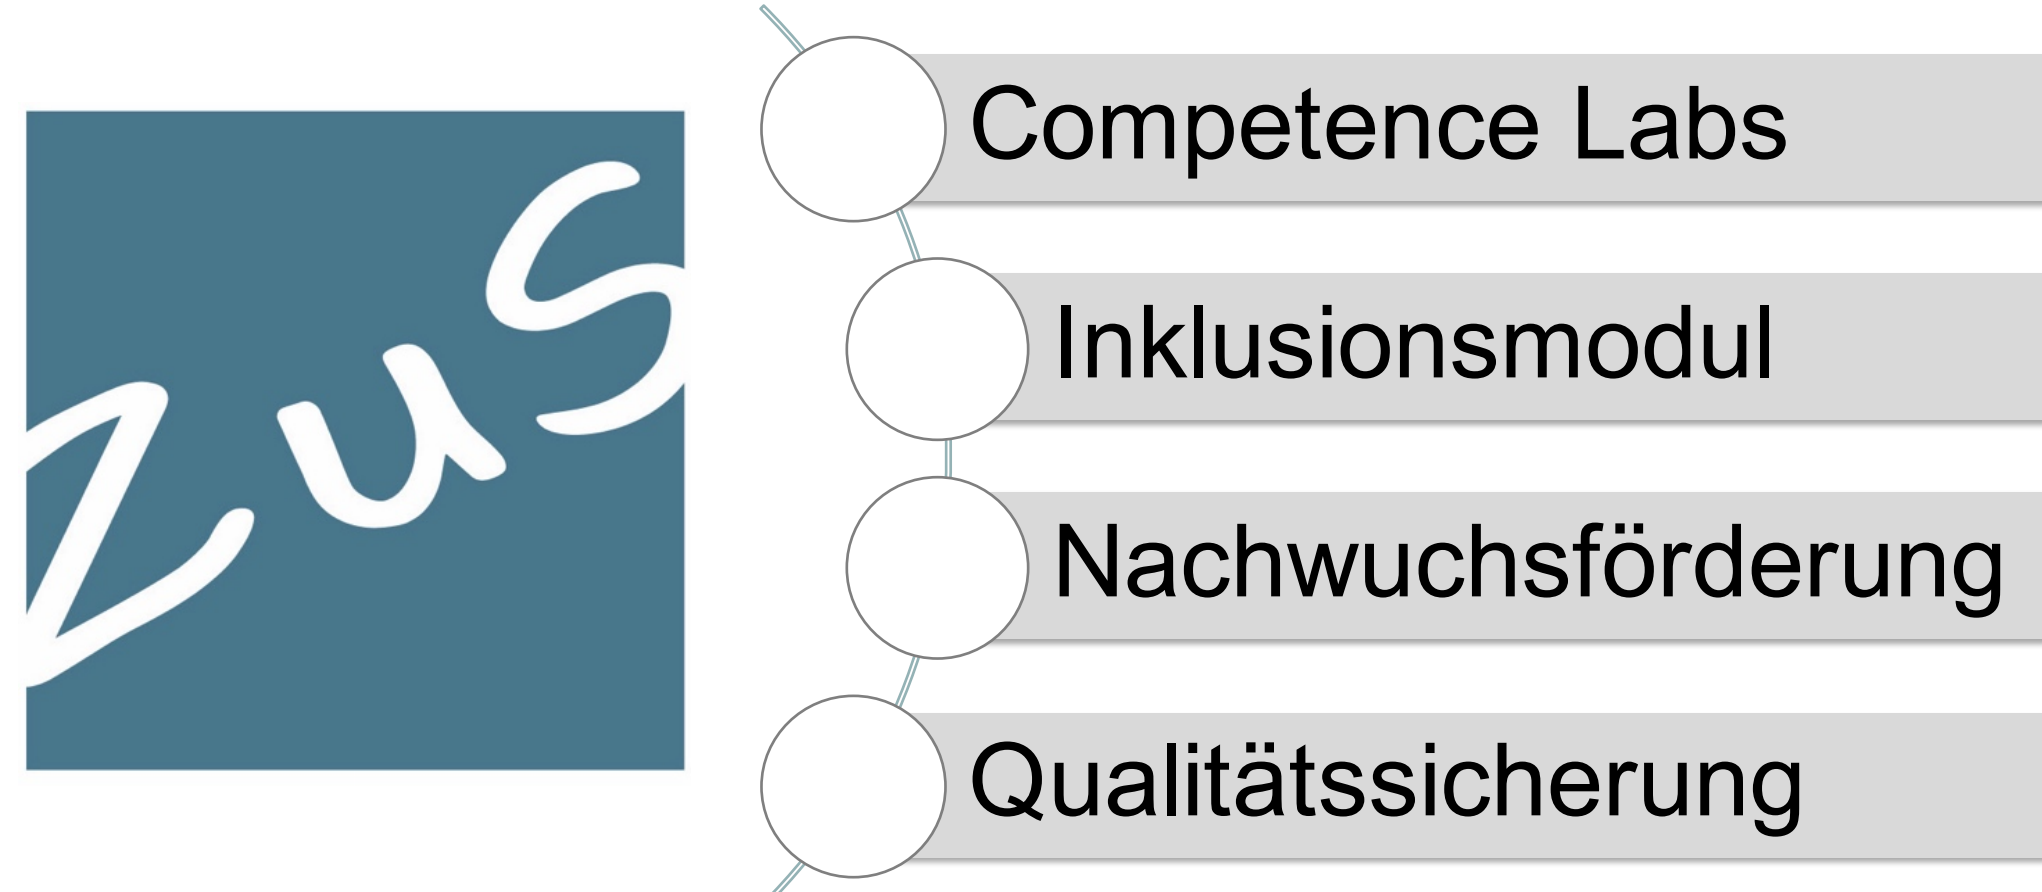 Zus
Competence Labs
Inklusionsmodul
Nachwuchsförderung
Qualitätssicherung